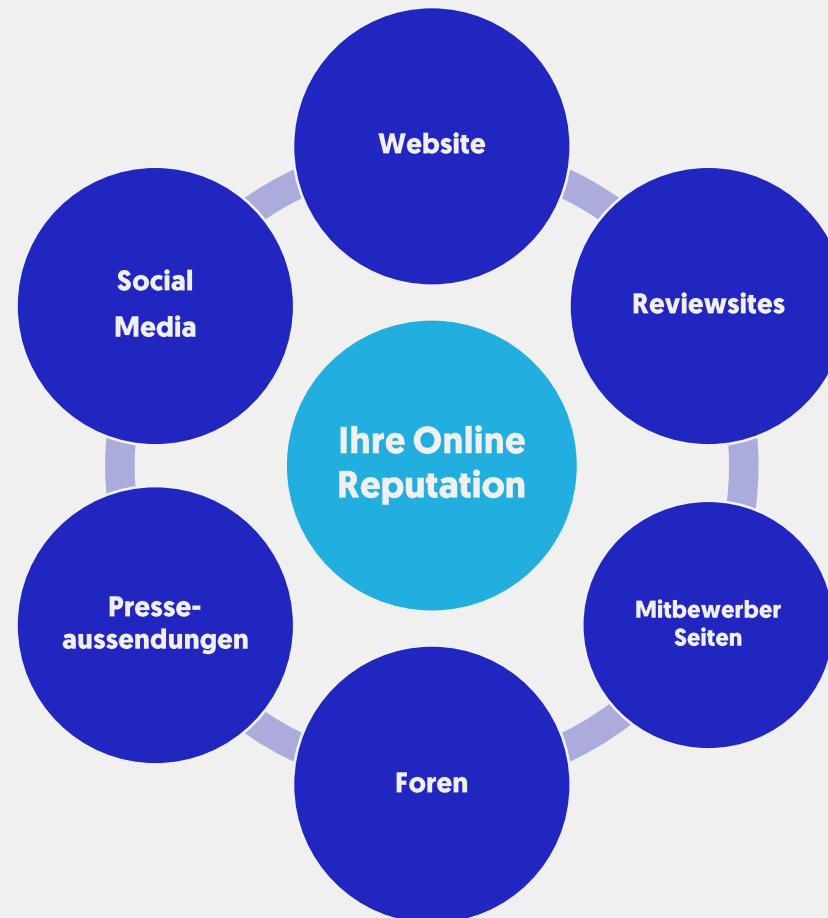 Website
Social
Media
Reviewsites
Ihre Online
Reputation
Presse-
aussendungen
Mitbewerber
Seiten
Foren